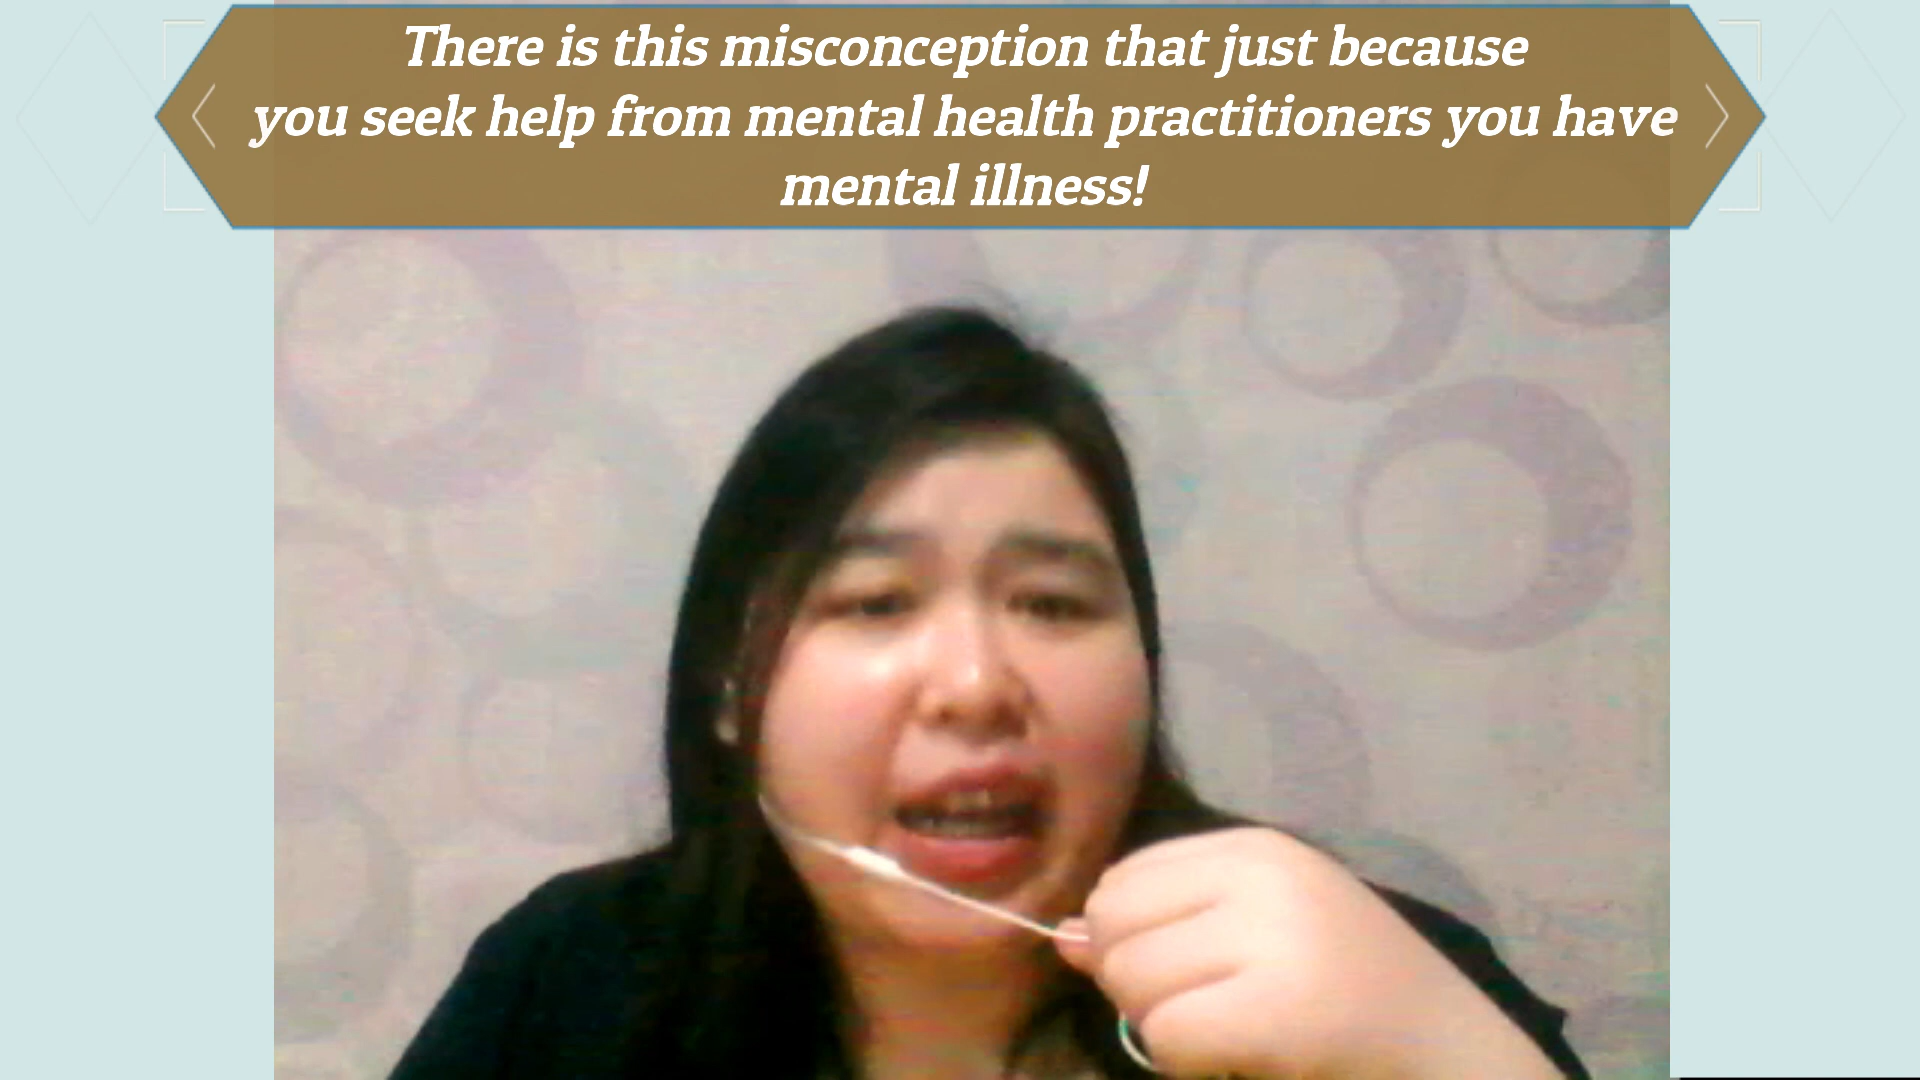 There is this misconception that just because
you seek help from mental health practitioners you have
mental illness!